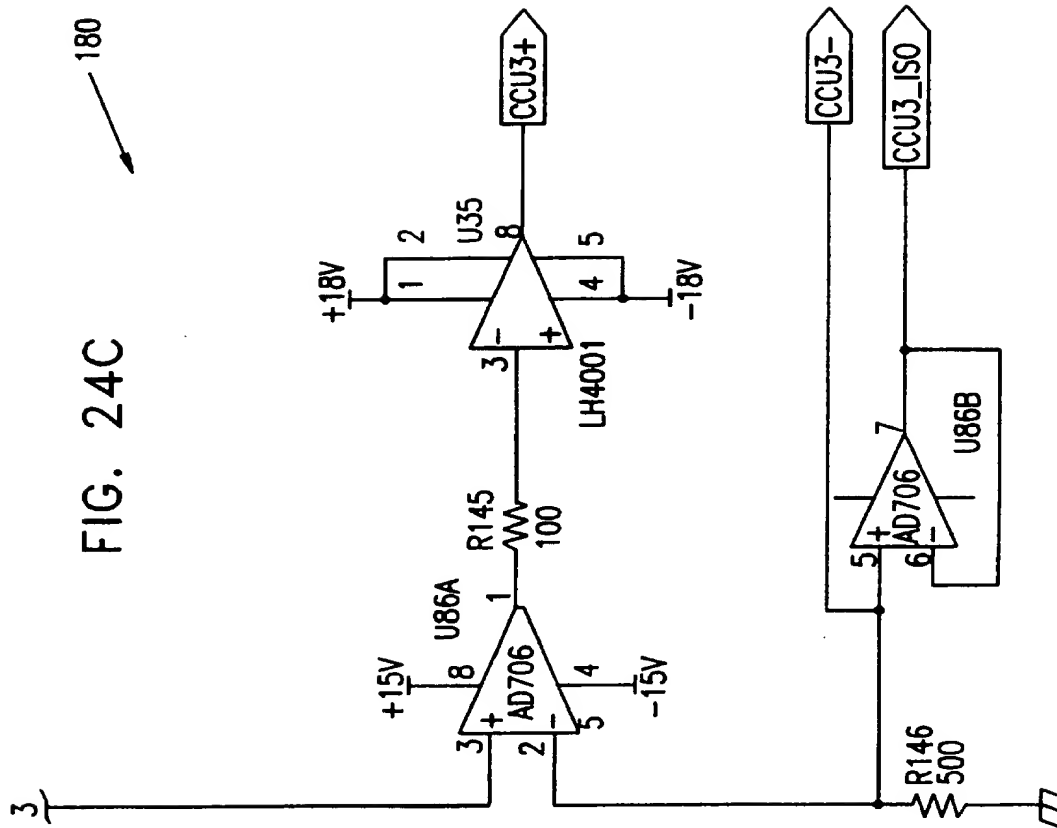 FIG. 24C
180
3
+15V
U86A
8
3
+
AD706
1
2
-
5
4
-15V
R145
100
+18V
1
2
U35
3
-
8
+
4
5
LH4001
-18V
CCU3+
CCU3-
CCU3_ISO
5
+
AD706
7
6
-
U86B
R146
500